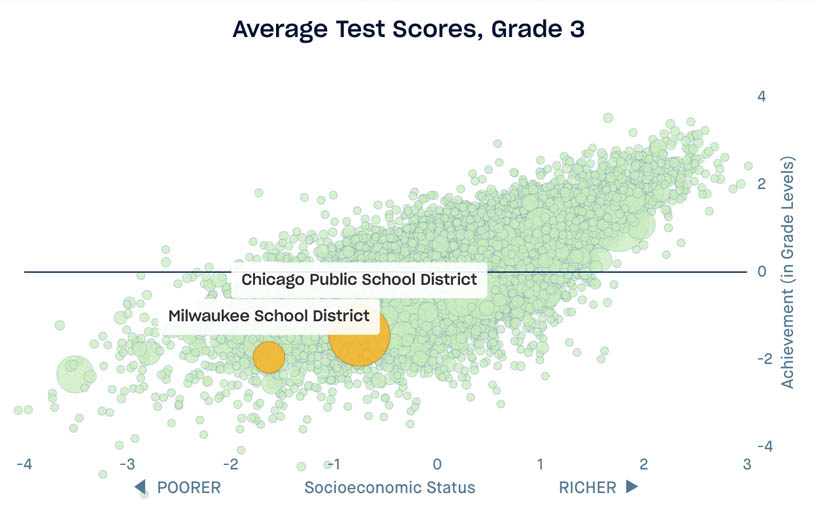 Average Test Scores, Grade 3
4
2
Chicago Public School District
0
Milwaukee School District
-2
-4
Achievement (in Grade Levels)
-4 -3 -2 -1 0 1 2 3
◀ POORER Socioeconomic Status RICHER ▶